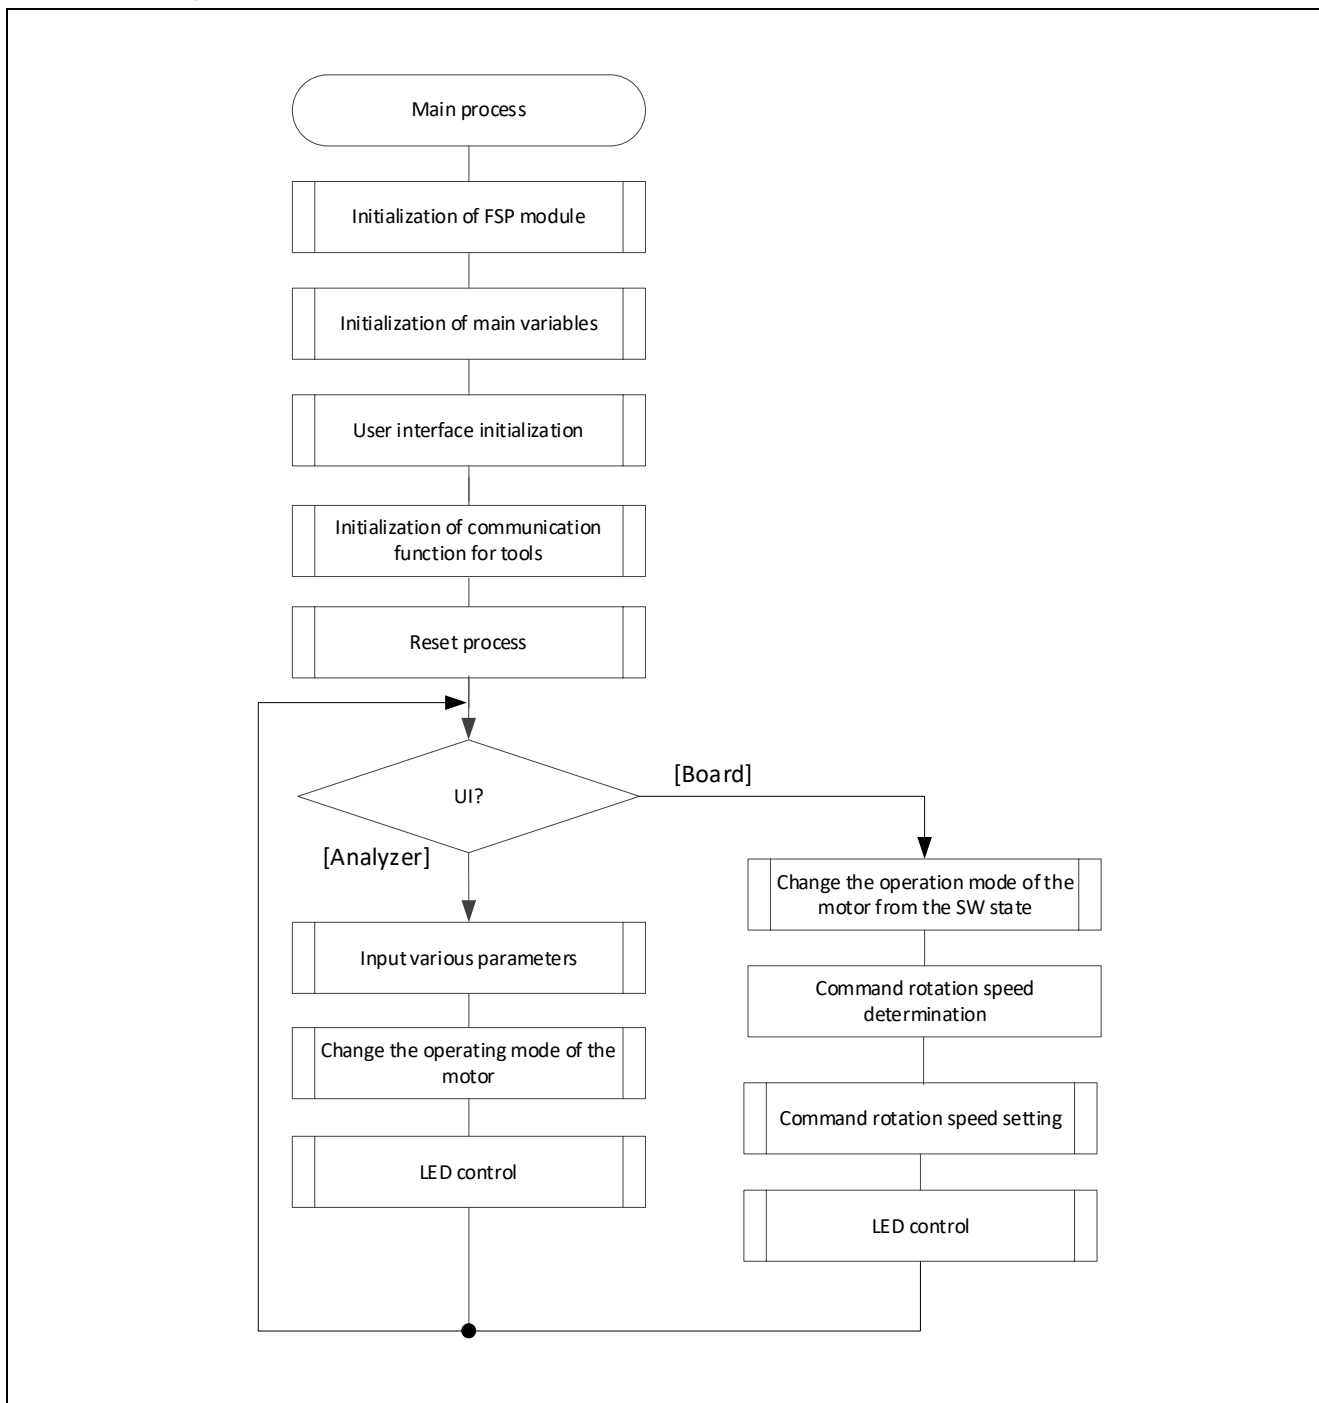 Main process
Initialization of FSP module
Initialization of main variables
User interface initialization
Initialization of communication
function for tools
Reset process
UI?
[Board]
[Analyzer]
Input various parameters
Change the operating mode of the
motor
LED control
Change the operation mode of the
motor from the SW state
Command rotation speed
determination
Command rotation speed setting
LED control